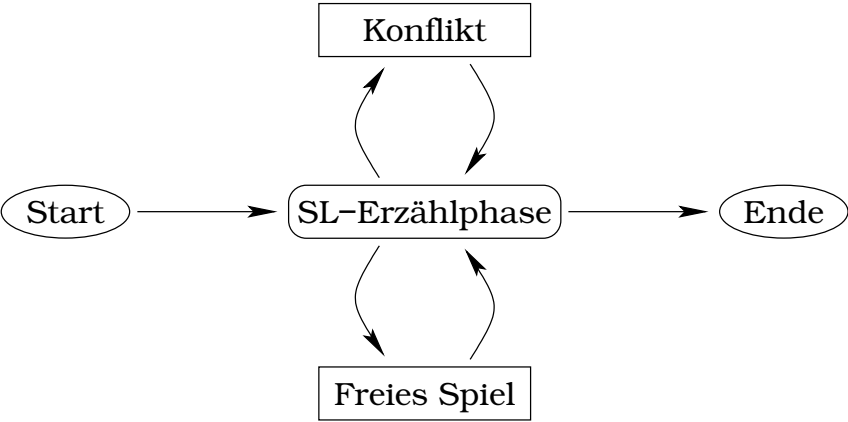 Konflikt
Start
SL-Erzählphase
Ende
Freies Spiel